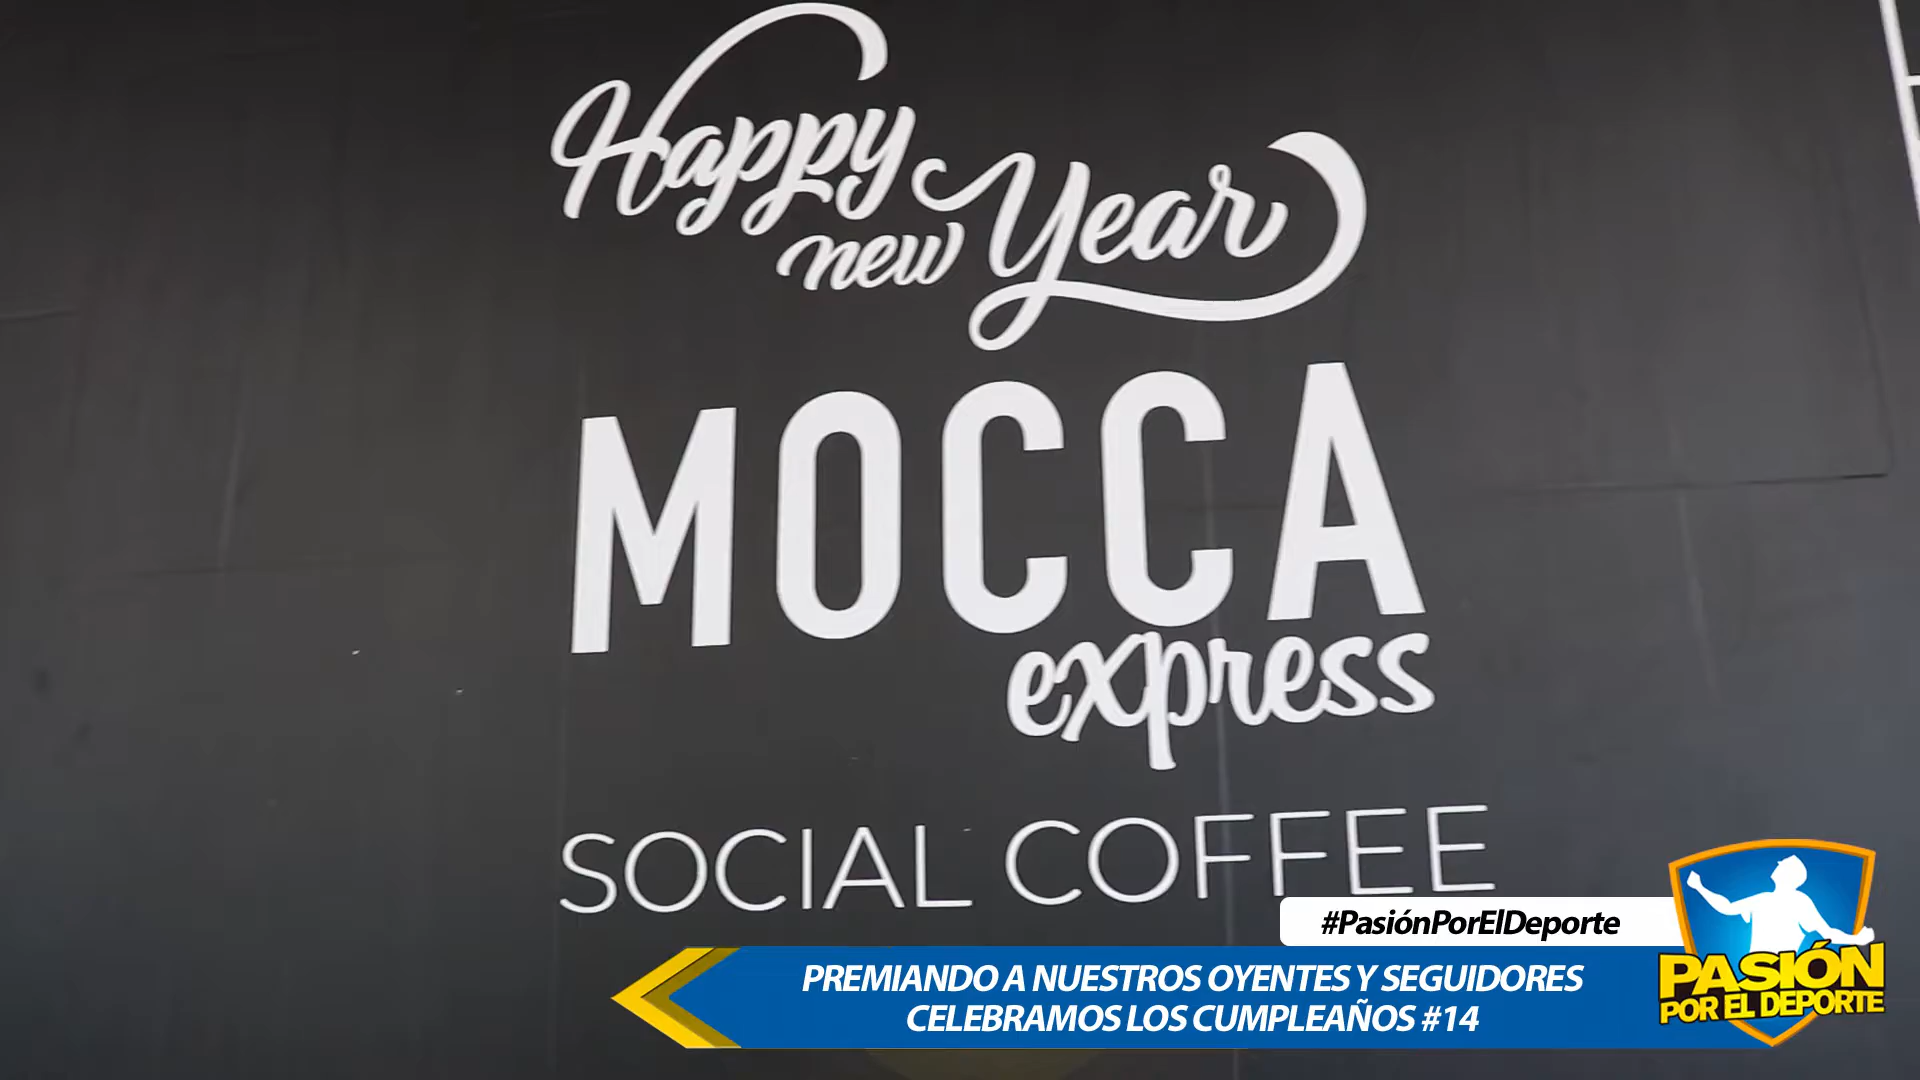 Happy
new Year
MOCCA
express
SOCIAL COFFEE
#PasiónPorElDeporte
PREMIANDO A NUESTROS OYENTES Y SEGUIDORES
CELEBRAMOS LOS CUMPLEAÑOS #14
PASIÓN
POR EL DEPORTE